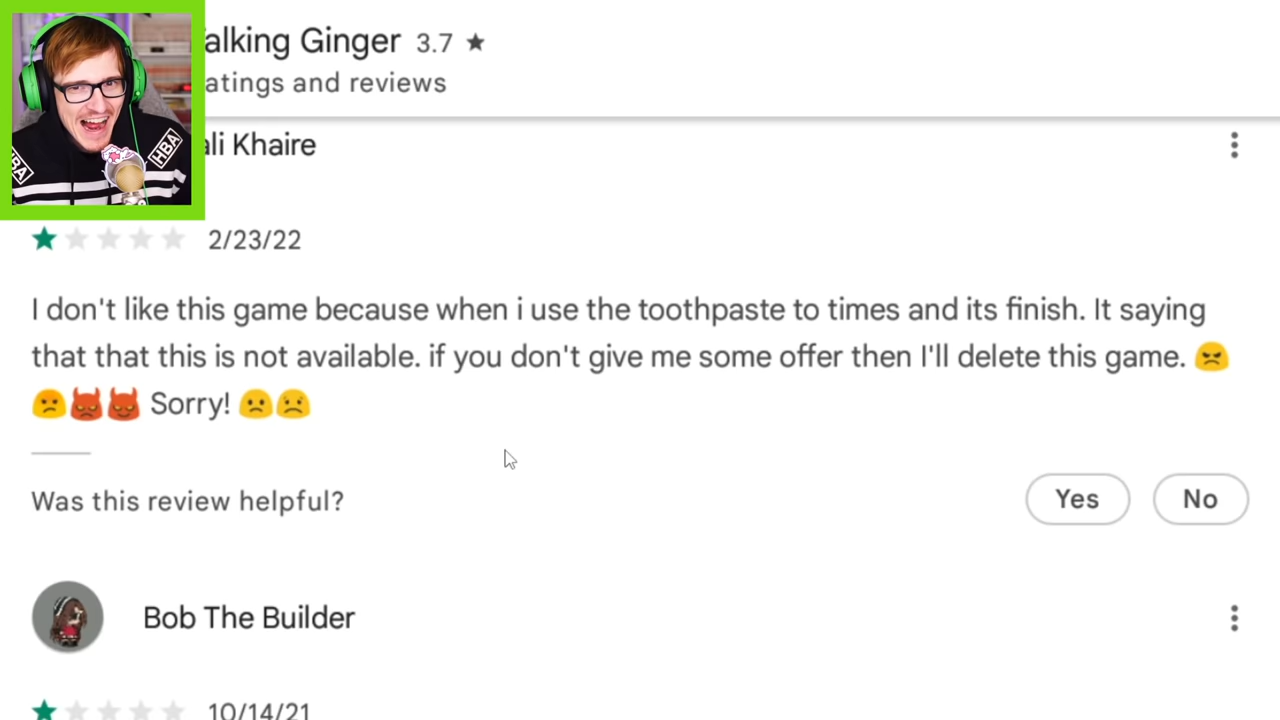 alking Ginger 3.7 ★
atings and reviews
ali Khaire
HBA
HBA
2/23/22
I don't like this game because when i use the toothpaste to times and its finish. It saying
that that this is not available. if you don't give me some offer then I'll delete this game. 😠
😕👿😈 Sorry! 🙁😢
Was this review helpful?
Yes
No
Bob The Builder
10/14/21